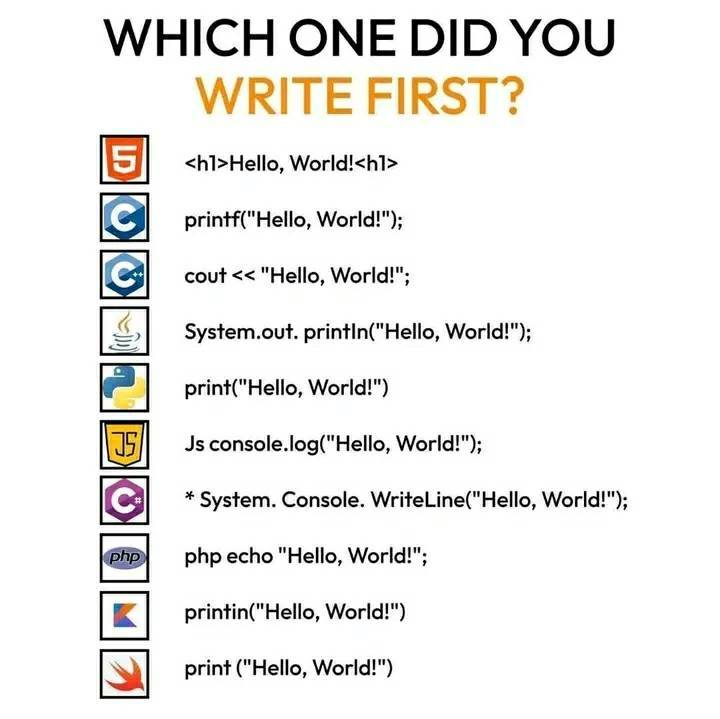 WHICH ONE DID YOU
WRITE FIRST?
5
<h1>Hello, World!<h1>
C
printf("Hello, World!");
C++
cout << "Hello, World!";
System.out. println("Hello, World!");
print("Hello, World!")
JS
Js console.log("Hello, World!");
C#
* System. Console. WriteLine("Hello, World!");
php
php echo "Hello, World!";
printin("Hello, World!")
print ("Hello, World!")